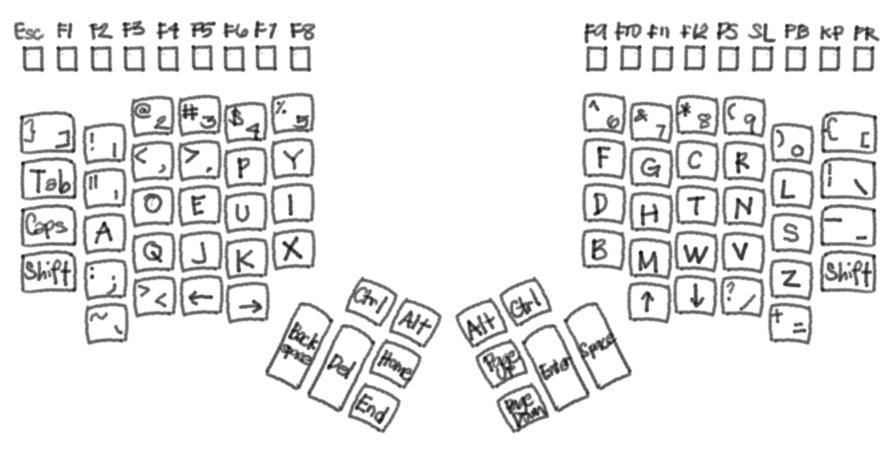 Esc F1 F2 F3 F4 F5 F6 F7 F8 F9 F10 F11 F12 PS SL PB KP PR
} ] ! 1 @ 2 # 3 $ 4 % 5 ^ 6 & 7 * 8 ( 9 ) 0 { [
Tab " ' < , > . P Y F G C R L | \
Caps A O E U I D H T N S – _
Shift : ; Q J K X B M W V Z Shift
~ ` > < ← → ↑ ↓ ? / + =
Ctrl Alt Alt Ctrl
Back space Del Home Page Up Enter Space
End Page Down